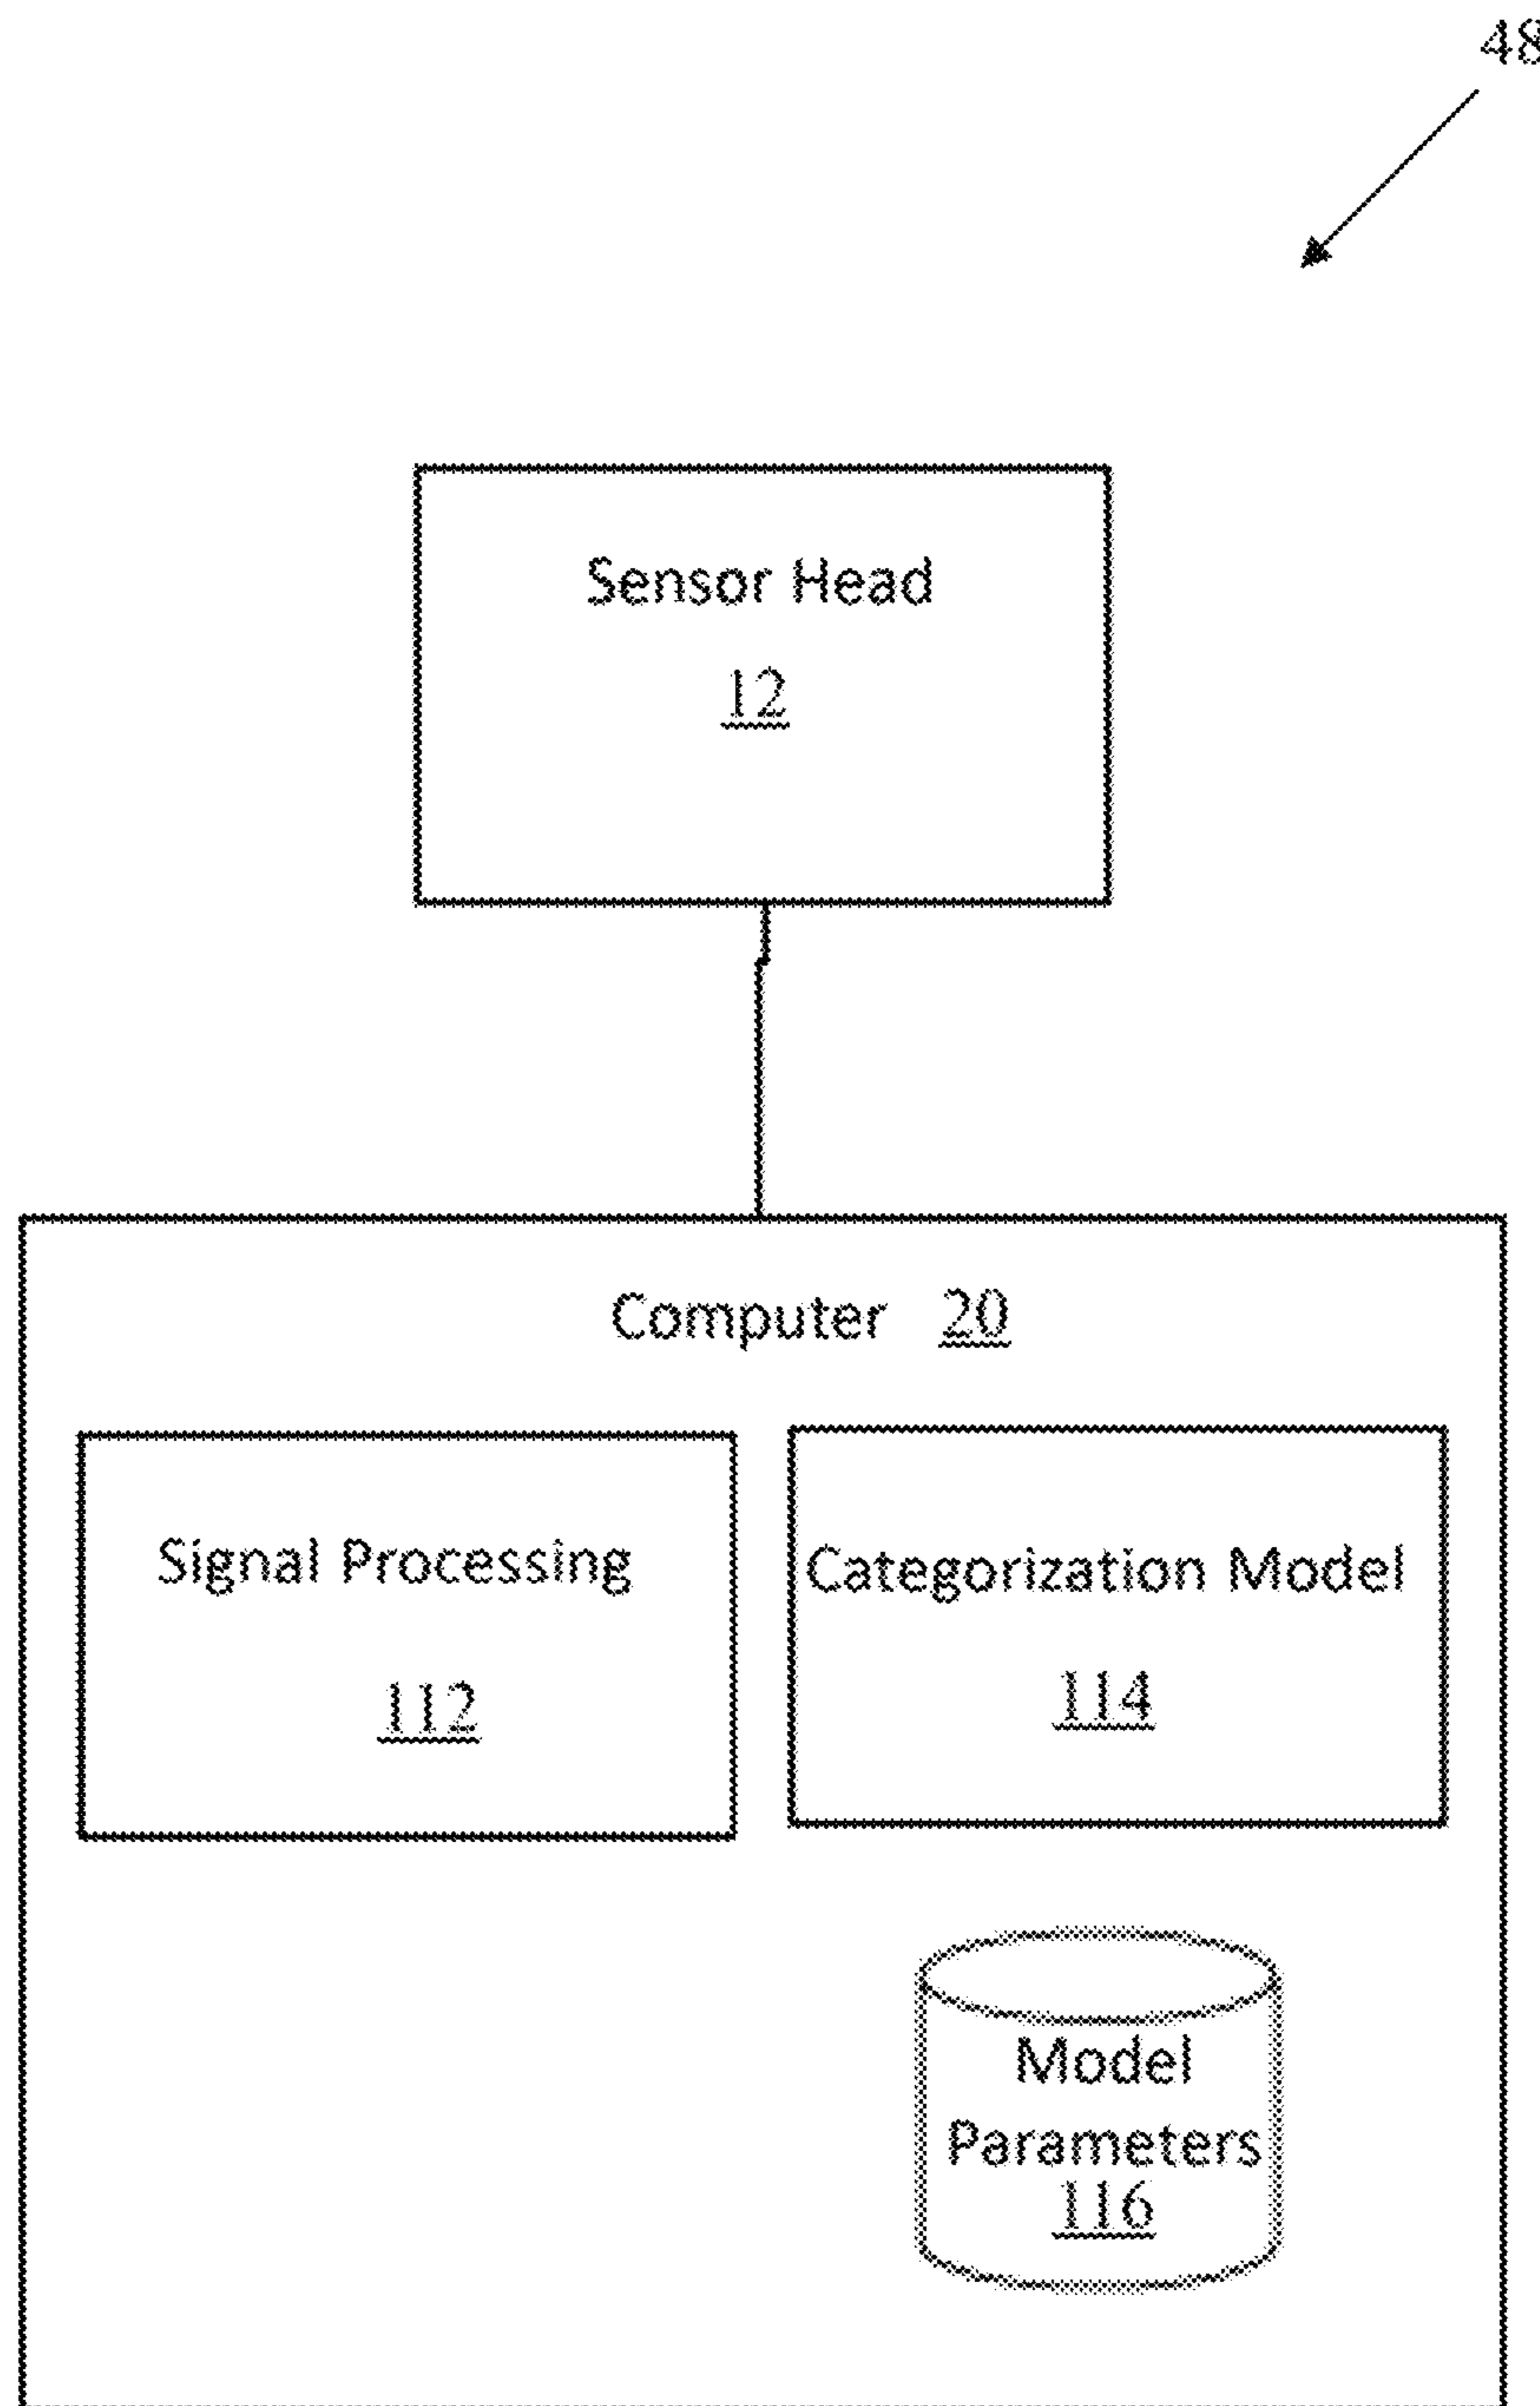 48
Sensor Head
12
Computer 20
Signal Processing
112
Categorization Model
114
Model
Parameters
116